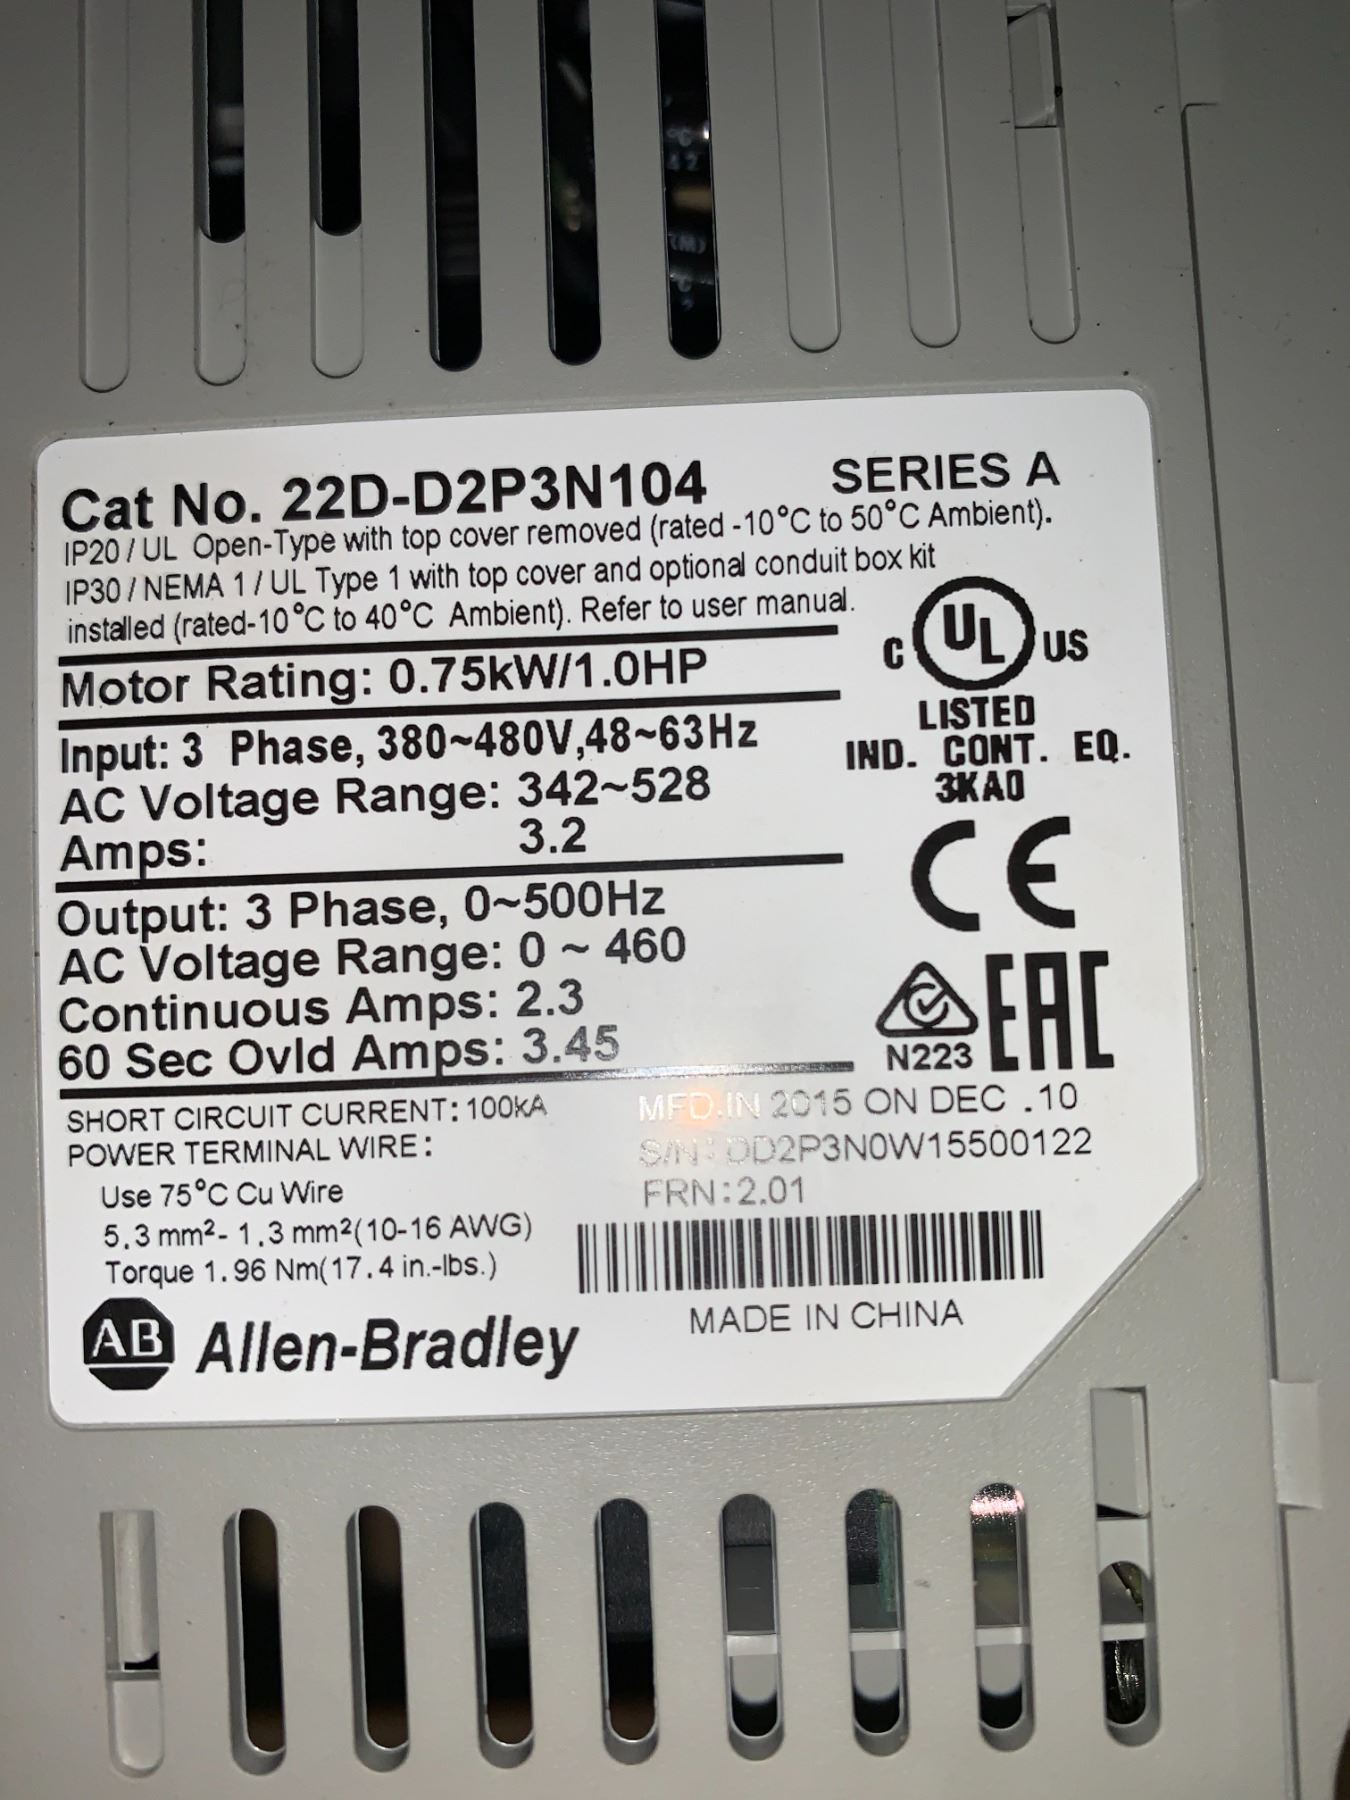 Cat No. 22D-D2P3N104 SERIES A
IP20 / UL Open-Type with top cover removed (rated -10°C to 50°C Ambient).
IP30 / NEMA 1 / UL Type 1 with top cover and optional conduit box kit
installed (rated-10°C to 40°C Ambient). Refer to user manual.
Motor Rating: 0.75kW/1.0HP
Input: 3 Phase, 380~480V,48~63Hz
AC Voltage Range: 342~528
Amps: 3.2
Output: 3 Phase, 0~500Hz
AC Voltage Range: 0 ~ 460
Continuous Amps: 2.3
60 Sec Ovld Amps: 3.45
C UL US
LISTED
IND. CONT. EQ.
3KA0
CE
N223 EAC
SHORT CIRCUIT CURRENT: 100kA
POWER TERMINAL WIRE:
Use 75°C Cu Wire
5.3 mm²- 1.3 mm²(10-16 AWG)
Torque 1.96 Nm(17.4 in.-lbs.)
MFD.IN 2015 ON DEC .10
S/N: DD2P3N0W15500122
FRN:2.01
MADE IN CHINA
AB Allen-Bradley